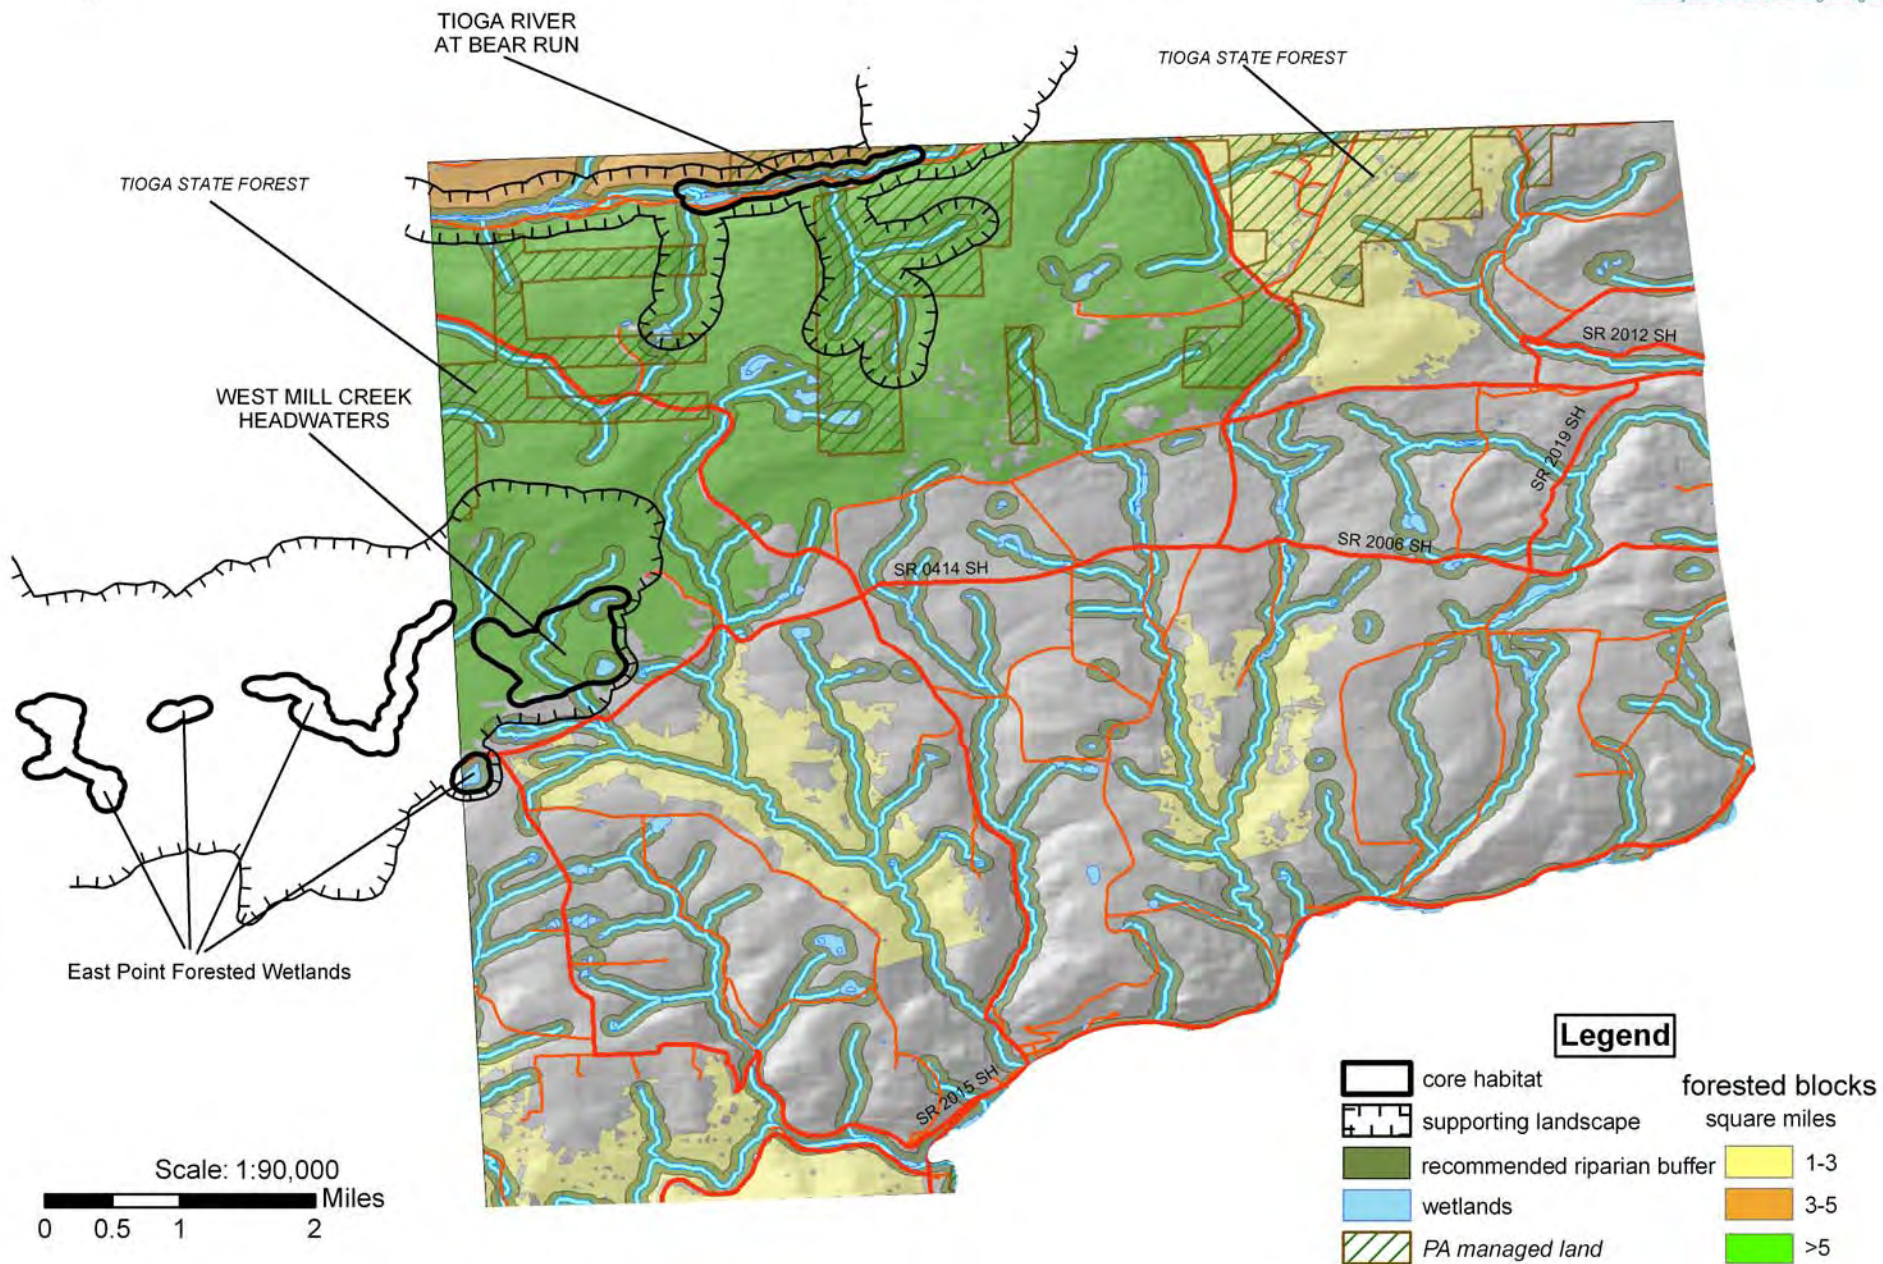 TIOGA RIVER
AT BEAR RUN
TIOGA STATE FOREST
TIOGA STATE FOREST
WEST MILL CREEK
HEADWATERS
SR 2012 SH
SR 2019 SH
SR 2006 SH
SR 0414 SH
East Point Forested Wetlands
SR 2015 SH
Scale: 1:90,000
Miles
0 0.5 1 2
Legend
core habitat
supporting landscape
recommended riparian buffer
wetlands
PA managed land
forested blocks
square miles
1-3
3-5
>5